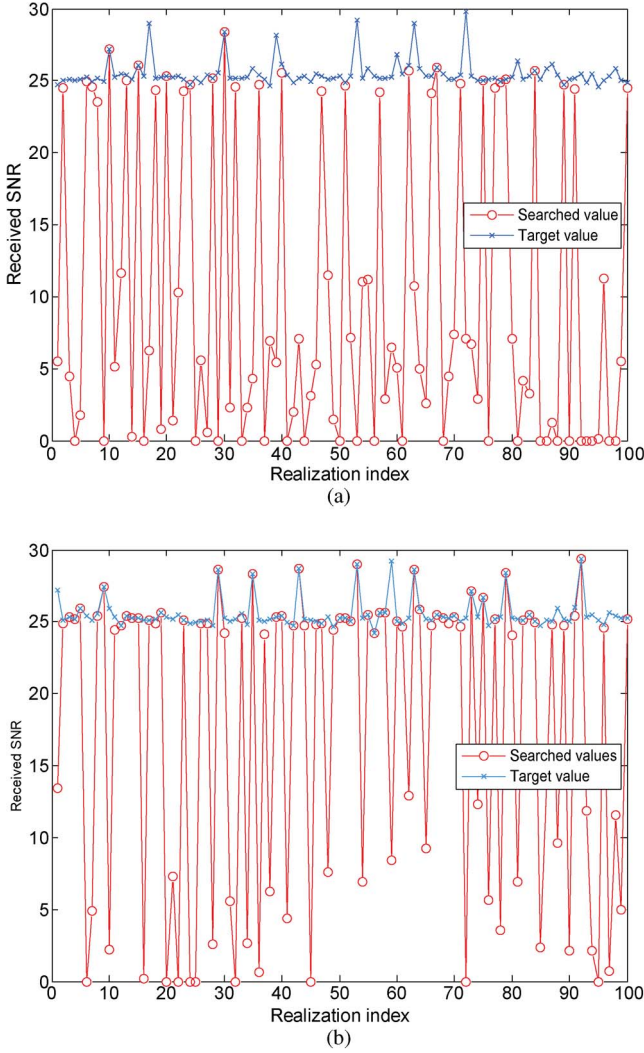 30
25
20
15
10
5
0
Received SNR
Searched value
Target value
0 10 20 30 40 50 60 70 80 90 100
Realization index
(a)
30
25
20
15
10
5
0
Received SNR
Searched values
Target value
0 10 20 30 40 50 60 70 80 90 100
Realization index
(b)